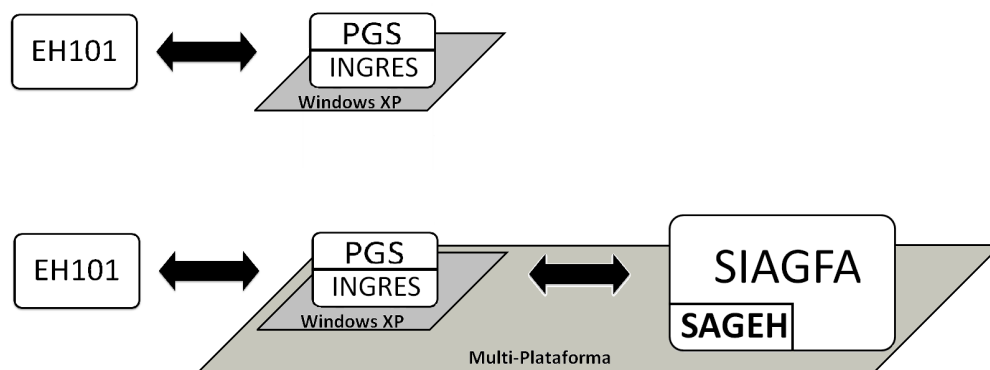 EH101
PGS
INGRES
Windows XP
EH101
PGS
INGRES
Windows XP
SIAGFA
SAGEH
Multi-Plataforma